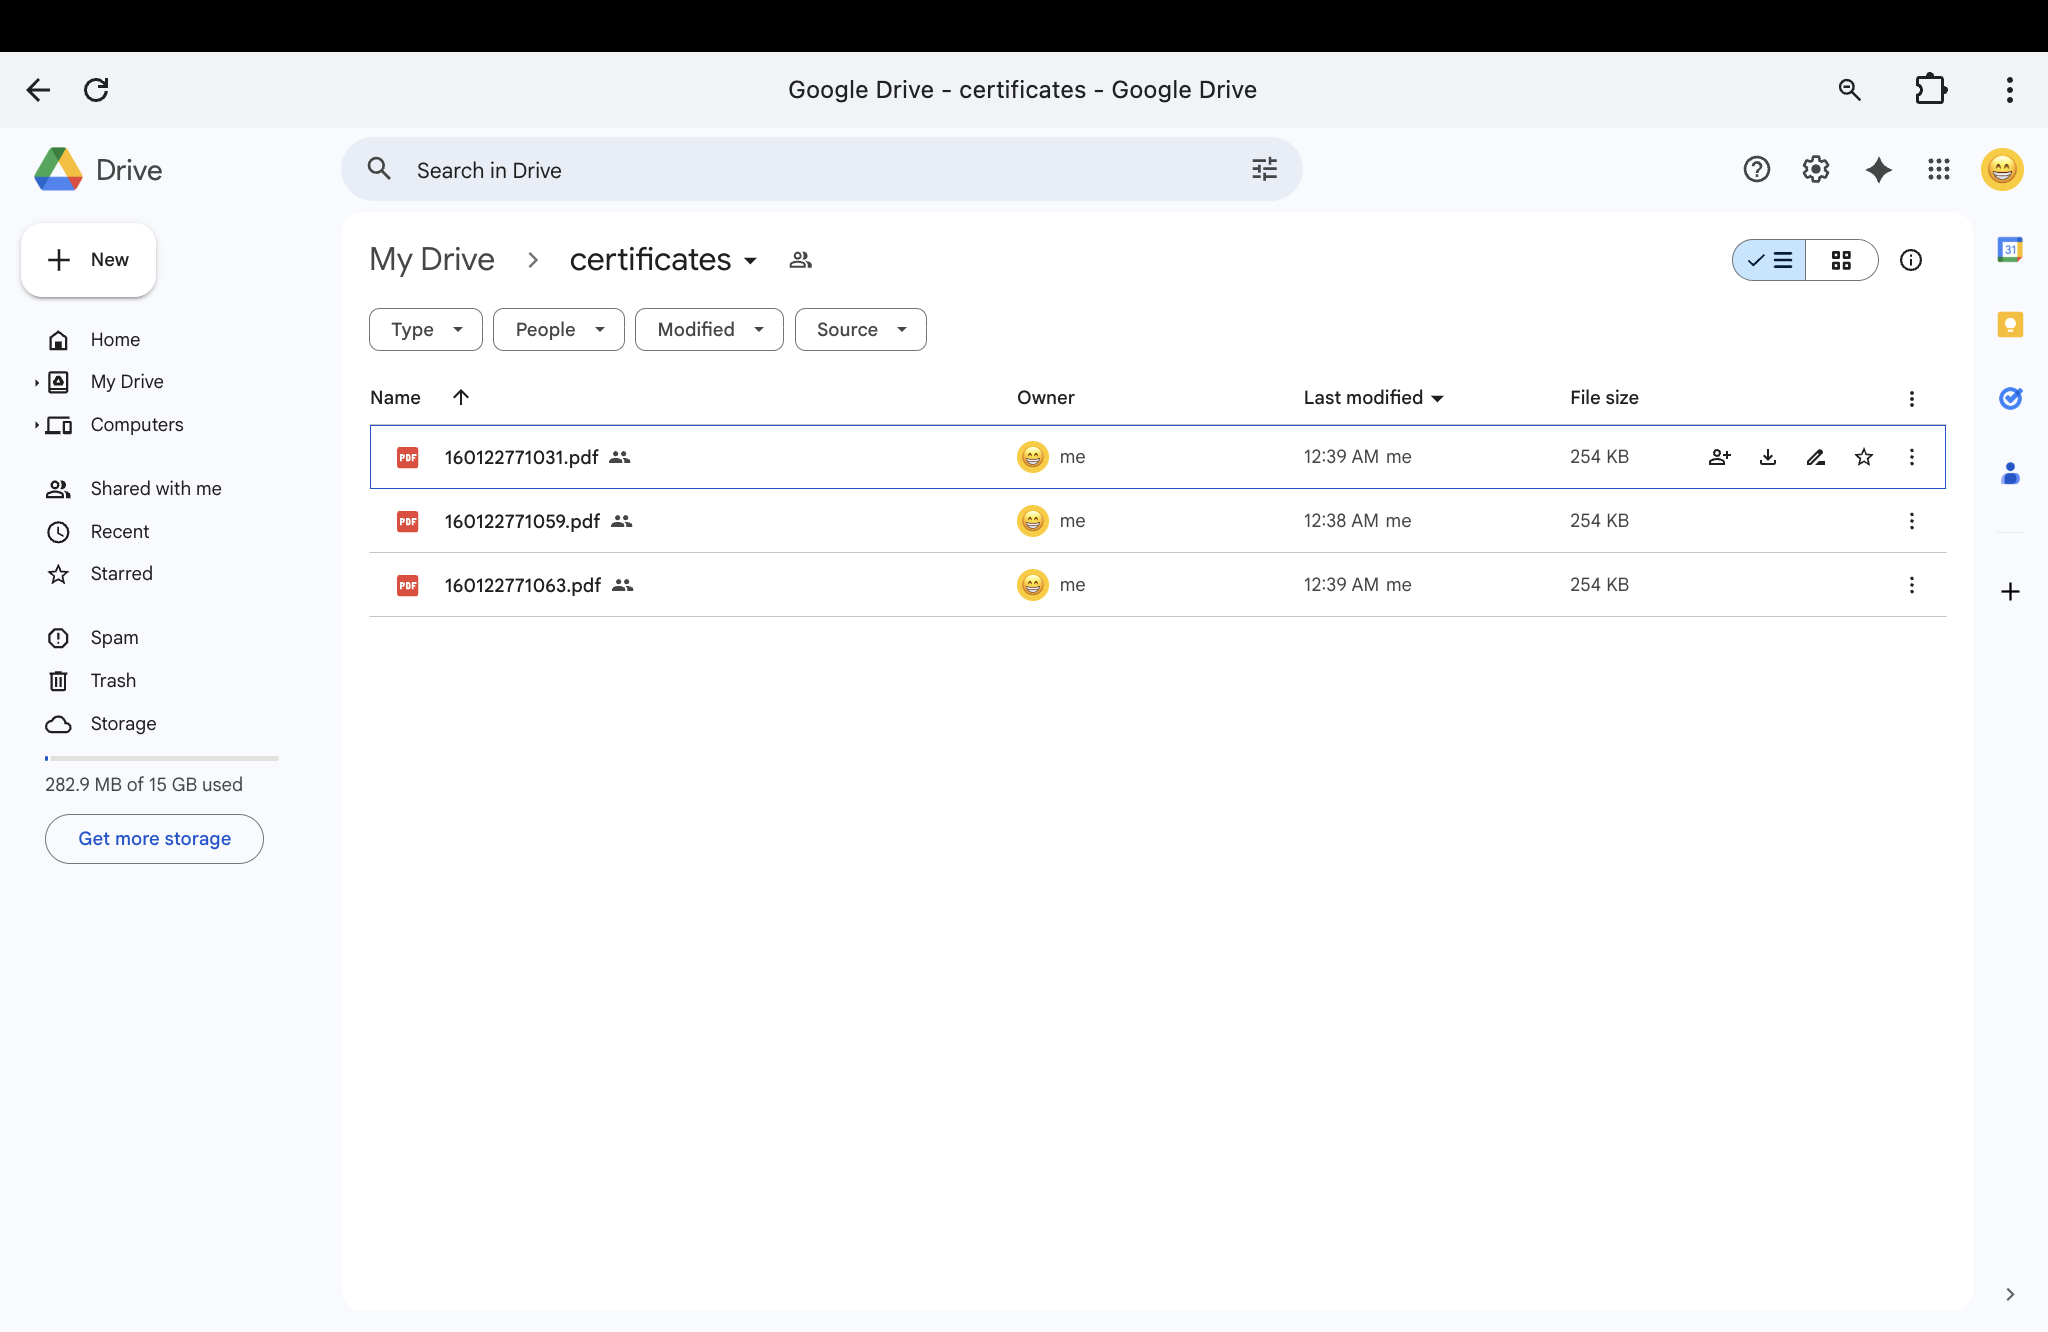 Google Drive - certificates - Google Drive
Drive
Search in Drive
New
My Drive
certificates
31
Type
People
Modified
Source
Home
My Drive
Computers
Name
Owner
Last modified
File size
PDF
160122771031.pdf
me
12:39 AM me
254 KB
PDF
160122771059.pdf
me
12:38 AM me
254 KB
PDF
160122771063.pdf
me
12:39 AM me
254 KB
Shared with me
Recent
Starred
Spam
Trash
Storage
282.9 MB of 15 GB used
Get more storage